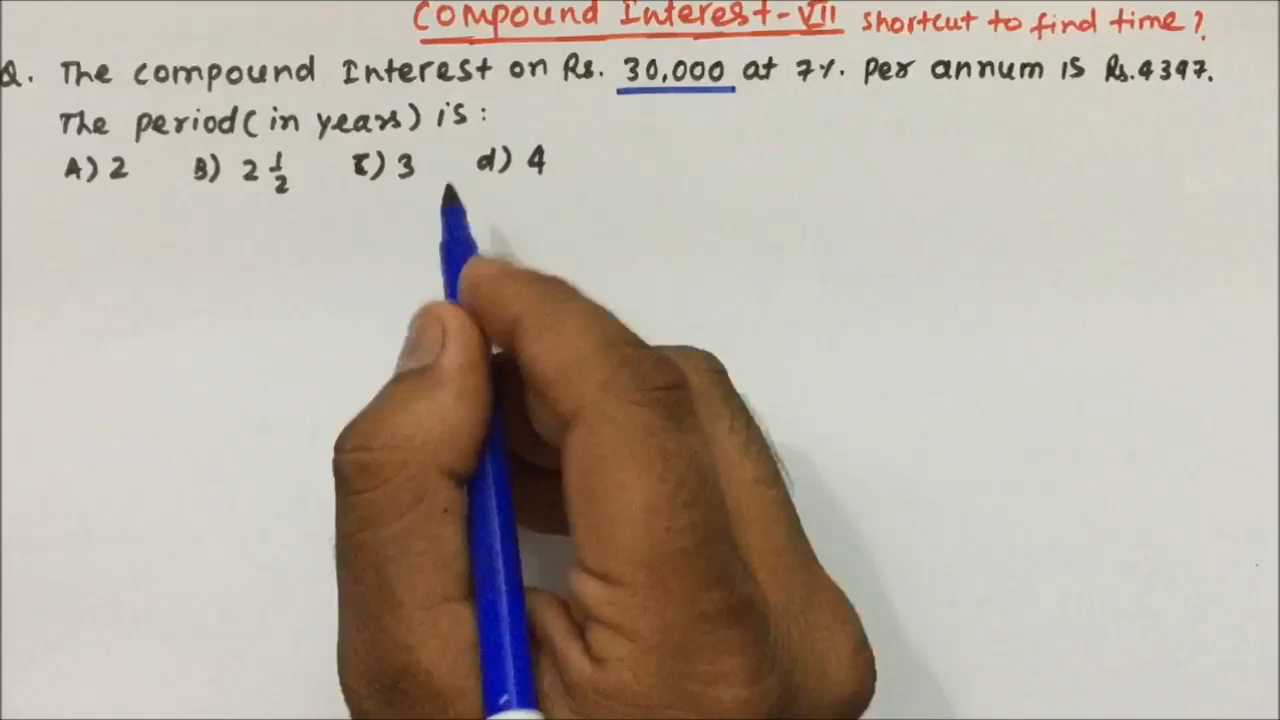 Compound Interest-VII shortcut to find time?
Q. The compound Interest on Rs. 30,000 at 7%. per annum is Rs.4347.
The period(in years) is:
A) 2 B) 2 1/2 C) 3 d) 4